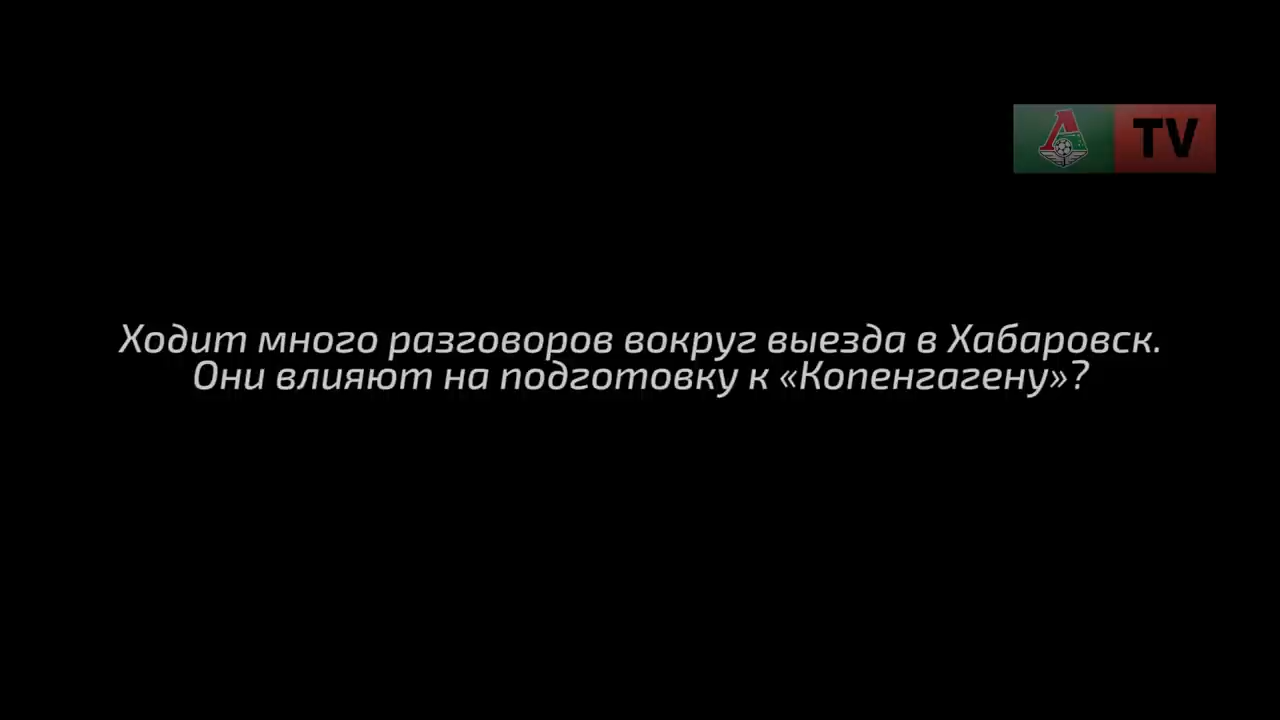 TV
Ходит много разговоров вокруг выезда в Хабаровск.
Они влияют на подготовку к «Копенгагену»?